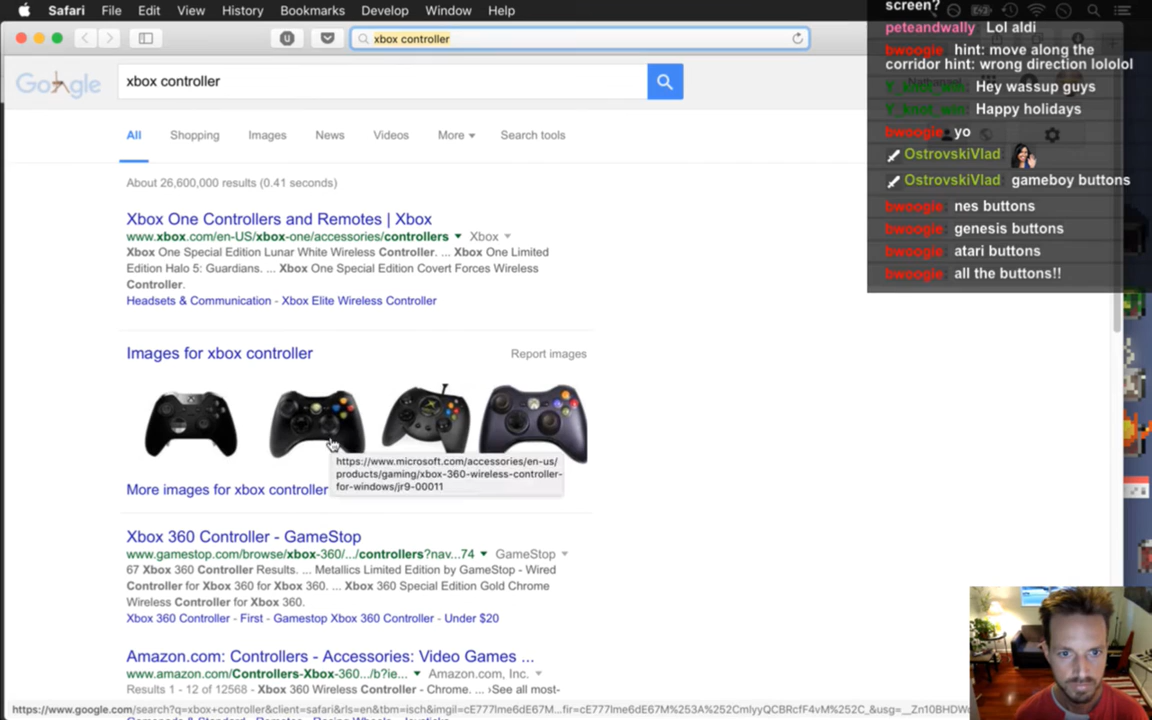 Safari File Edit View History Bookmarks Develop Window Help
xbox controller
Google
xbox controller
All Shopping Images News Videos More Search tools
About 26,600,000 results (0.41 seconds)
Xbox One Controllers and Remotes | Xbox
www.xbox.com/en-US/xbox-one/accessories/controllers Xbox
Xbox One Special Edition Lunar White Wireless Controller. ... Xbox One Limited
Edition Halo 5: Guardians. ... Xbox One Special Edition Covert Forces Wireless
Controller.
Headsets & Communication - Xbox Elite Wireless Controller
Images for xbox controller Report images
https://www.microsoft.com/accessories/en-us/
products/gaming/xbox-360-wireless-controller-
for-windows/jr9-00011
More images for xbox controller
Xbox 360 Controller - GameStop
www.gamestop.com/browse/xbox-360/.../controllers?nav...74 GameStop
67 Xbox 360 Controller Results. ... Metallics Limited Edition by GameStop - Wired
Controller for Xbox 360 for Xbox 360. ... Xbox 360 Special Edition Gold Chrome
Wireless Controller for Xbox 360.
Xbox 360 Controller - First - Gamestop Xbox 360 Controller - Under $20
Amazon.com: Controllers - Accessories: Video Games ...
www.amazon.com/Controllers-Xbox-360.../b?ie... Amazon.com, Inc.
Results 1 - 12 of 12568 - Xbox 360 Wireless Controller - Chrome. ... ›See all most-
screen?
peteandwally Lol aldi
bwoogie: hint: move along the
corridor hint: wrong direction lololol
Y_knot_win: Hey wassup guys
Y_knot_win: Happy holidays
bwoogie: yo
OstrovskiVlad
OstrovskiVlad gameboy buttons
bwoogie: nes buttons
bwoogie: genesis buttons
bwoogie: atari buttons
bwoogie: all the buttons!!